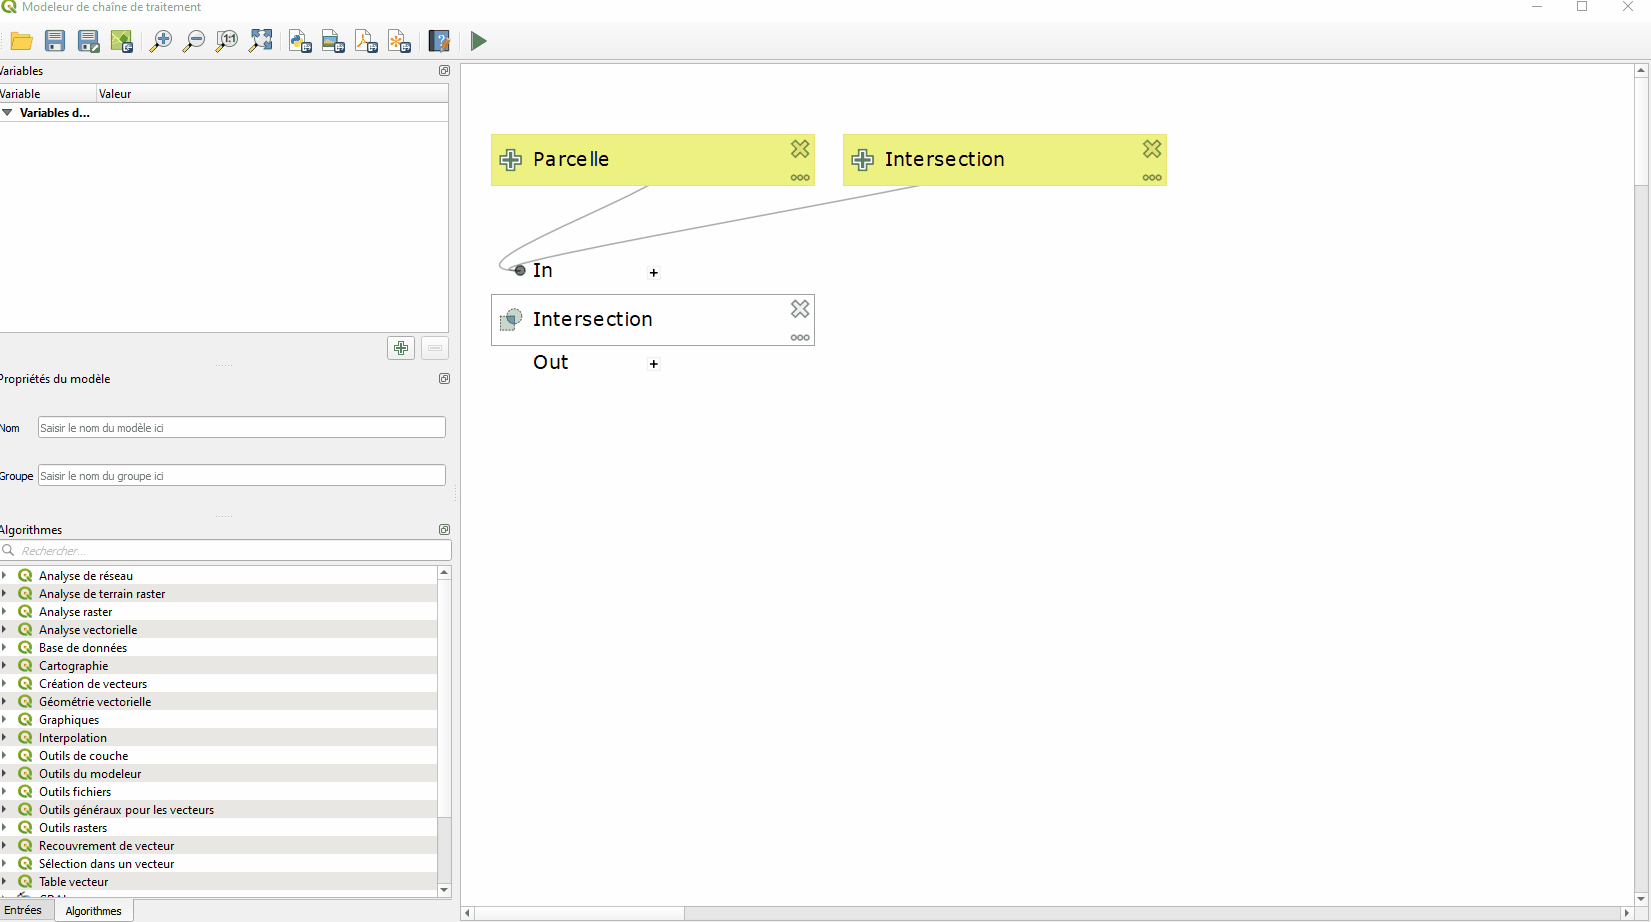 Modeleur de chaîne de traitement
Variables
Variable Valeur
Variables d...
Propriétés du modèle
Nom Saisir le nom du modèle ici
Groupe Saisir le nom du groupe ici
Algorithmes
Rechercher...
Analyse de réseau
Analyse de terrain raster
Analyse raster
Analyse vectorielle
Base de données
Cartographie
Création de vecteurs
Géométrie vectorielle
Graphiques
Interpolation
Outils de couche
Outils du modeleur
Outils fichiers
Outils généraux pour les vecteurs
Outils rasters
Recouvrement de vecteur
Sélection dans un vecteur
Table vecteur
Entrées Algorithmes
Parcelle
Intersection
In +
Intersection
Out +